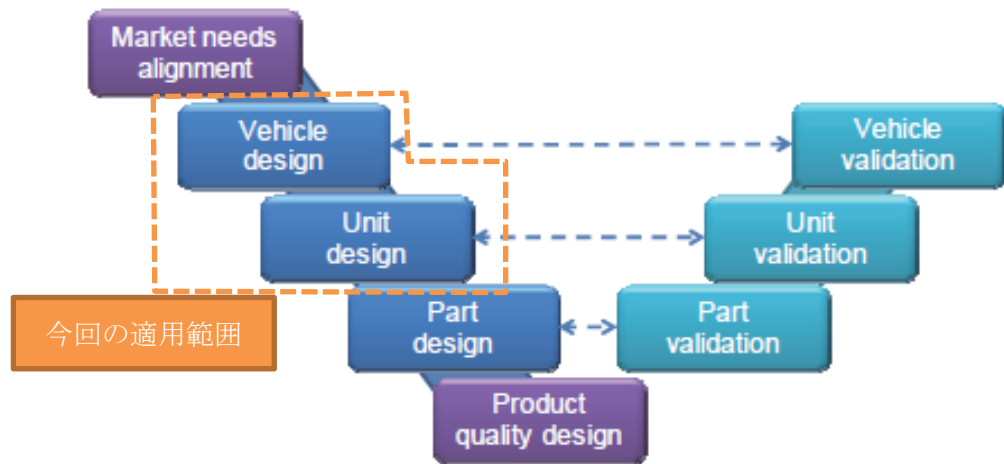 Market needs
alignment
Vehicle
design
Vehicle
validation
Unit
design
Unit
validation
今回の適用範囲
Part
design
Part
validation
Product
quality design